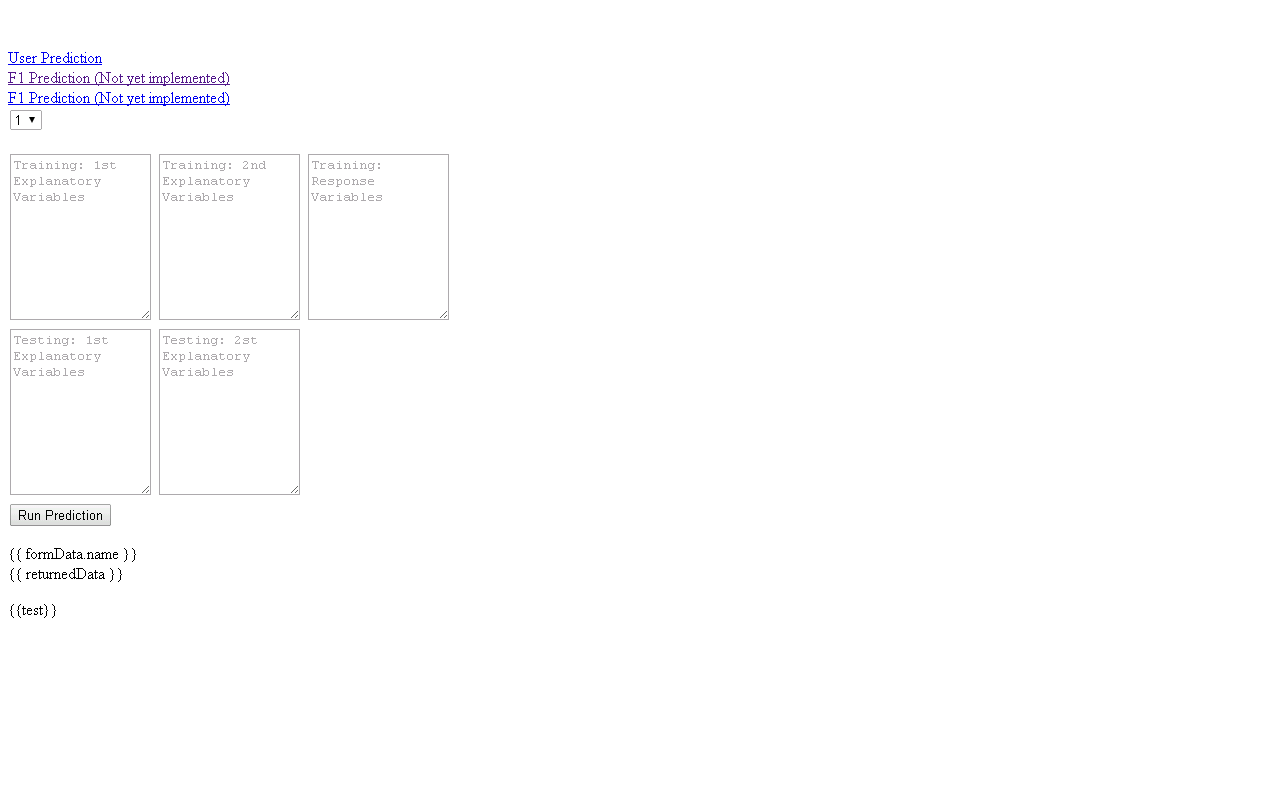 User Prediction
F1 Prediction (Not yet implemented)
F1 Prediction (Not yet implemented)
1
Training: 1st Explanatory Variables
Training: 2nd Explanatory Variables
Training: Response Variables
Testing: 1st Explanatory Variables
Testing: 2st Explanatory Variables
Run Prediction
{{ formData.name }}
{{ returnedData }}
{{test}}